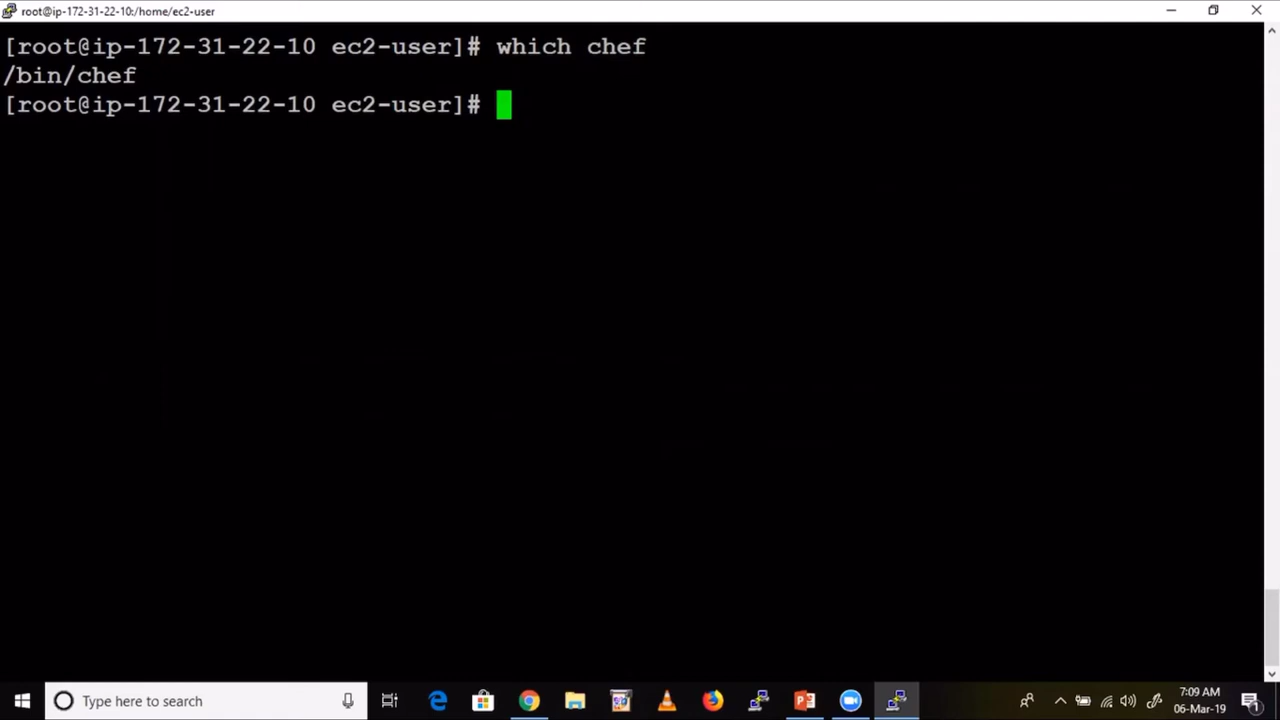 root@ip-172-31-22-10:/home/ec2-user
[root@ip-172-31-22-10 ec2-user]# which chef
/bin/chef
[root@ip-172-31-22-10 ec2-user]#
Type here to search
7:09 AM
06-Mar-19
1